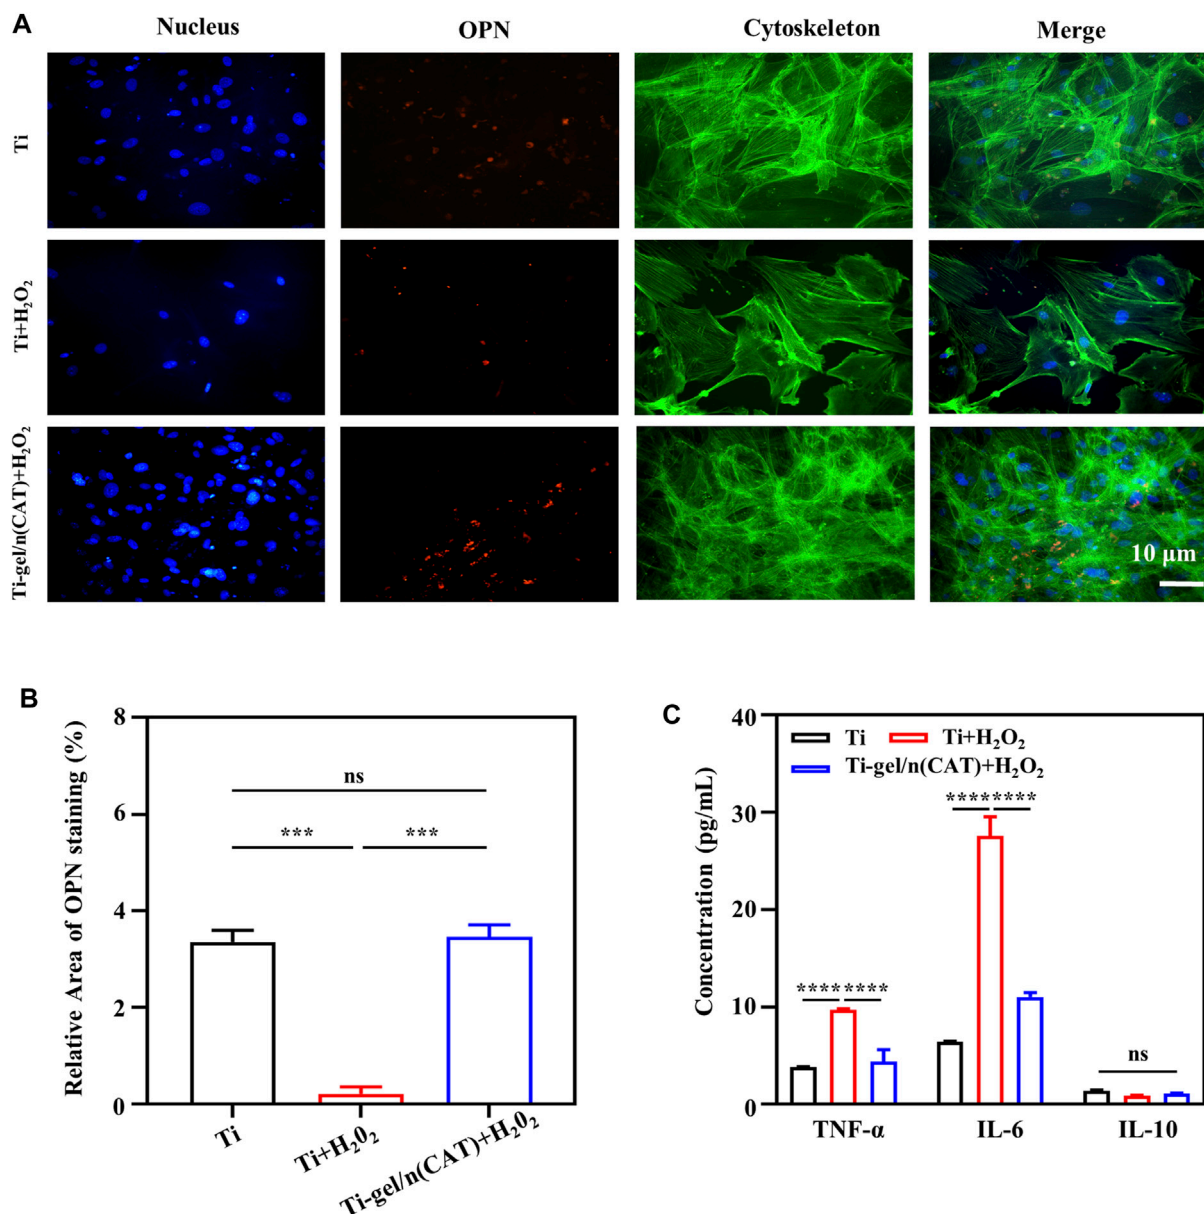 A
Nucleus
OPN
Cytoskeleton
Merge
Ti
Ti+H₂O₂
Ti-gel/n(CAT)+H₂O₂
10 μm
B
Relative Area of OPN staining (%)
8
6
4
2
0
ns
***
***
Ti
Ti+H₂0₂
Ti-gel/n(CAT)+H₂0₂
C
Concentration (pg/mL)
40
30
20
10
0
Ti
Ti+H₂O₂
Ti-gel/n(CAT)+H₂O₂
**** ****
********
ns
TNF-α
IL-6
IL-10